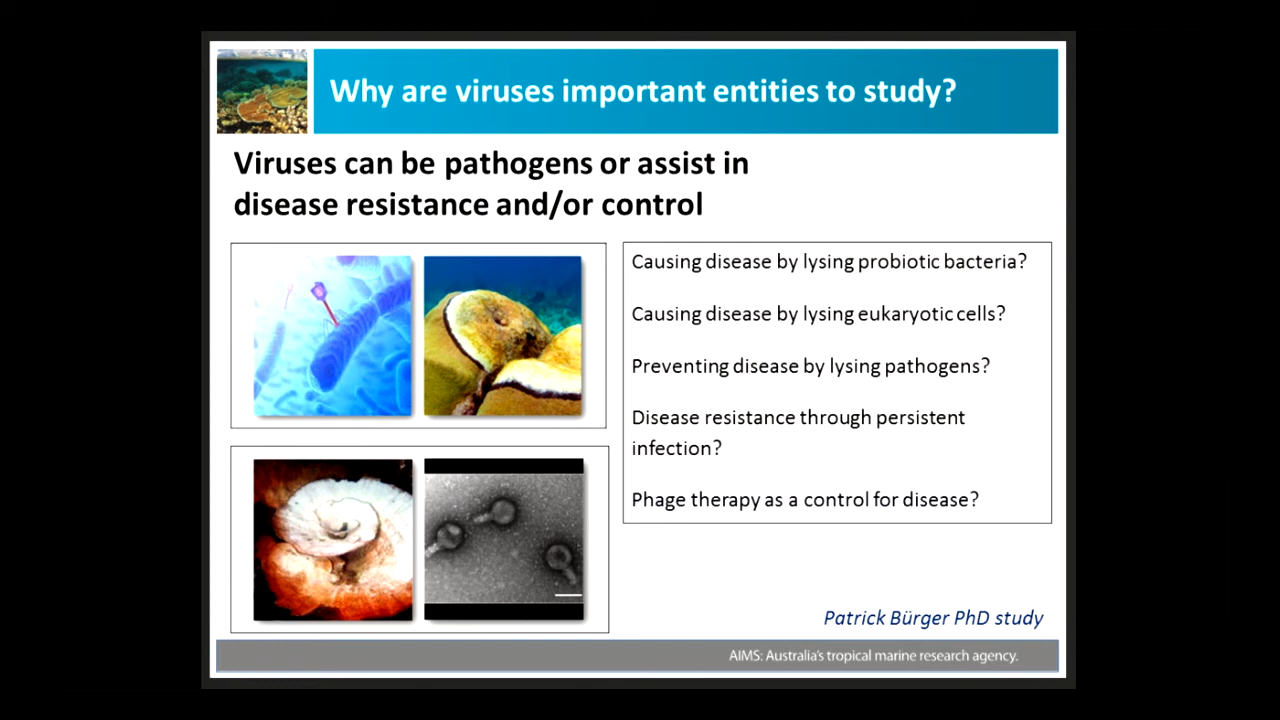 Why are viruses important entities to study?
Viruses can be pathogens or assist in
disease resistance and/or control
Causing disease by lysing probiotic bacteria?
Causing disease by lysing eukaryotic cells?
Preventing disease by lysing pathogens?
Disease resistance through persistent
infection?
Phage therapy as a control for disease?
Patrick Bürger PhD study
AIMS: Australia's tropical marine research agency.